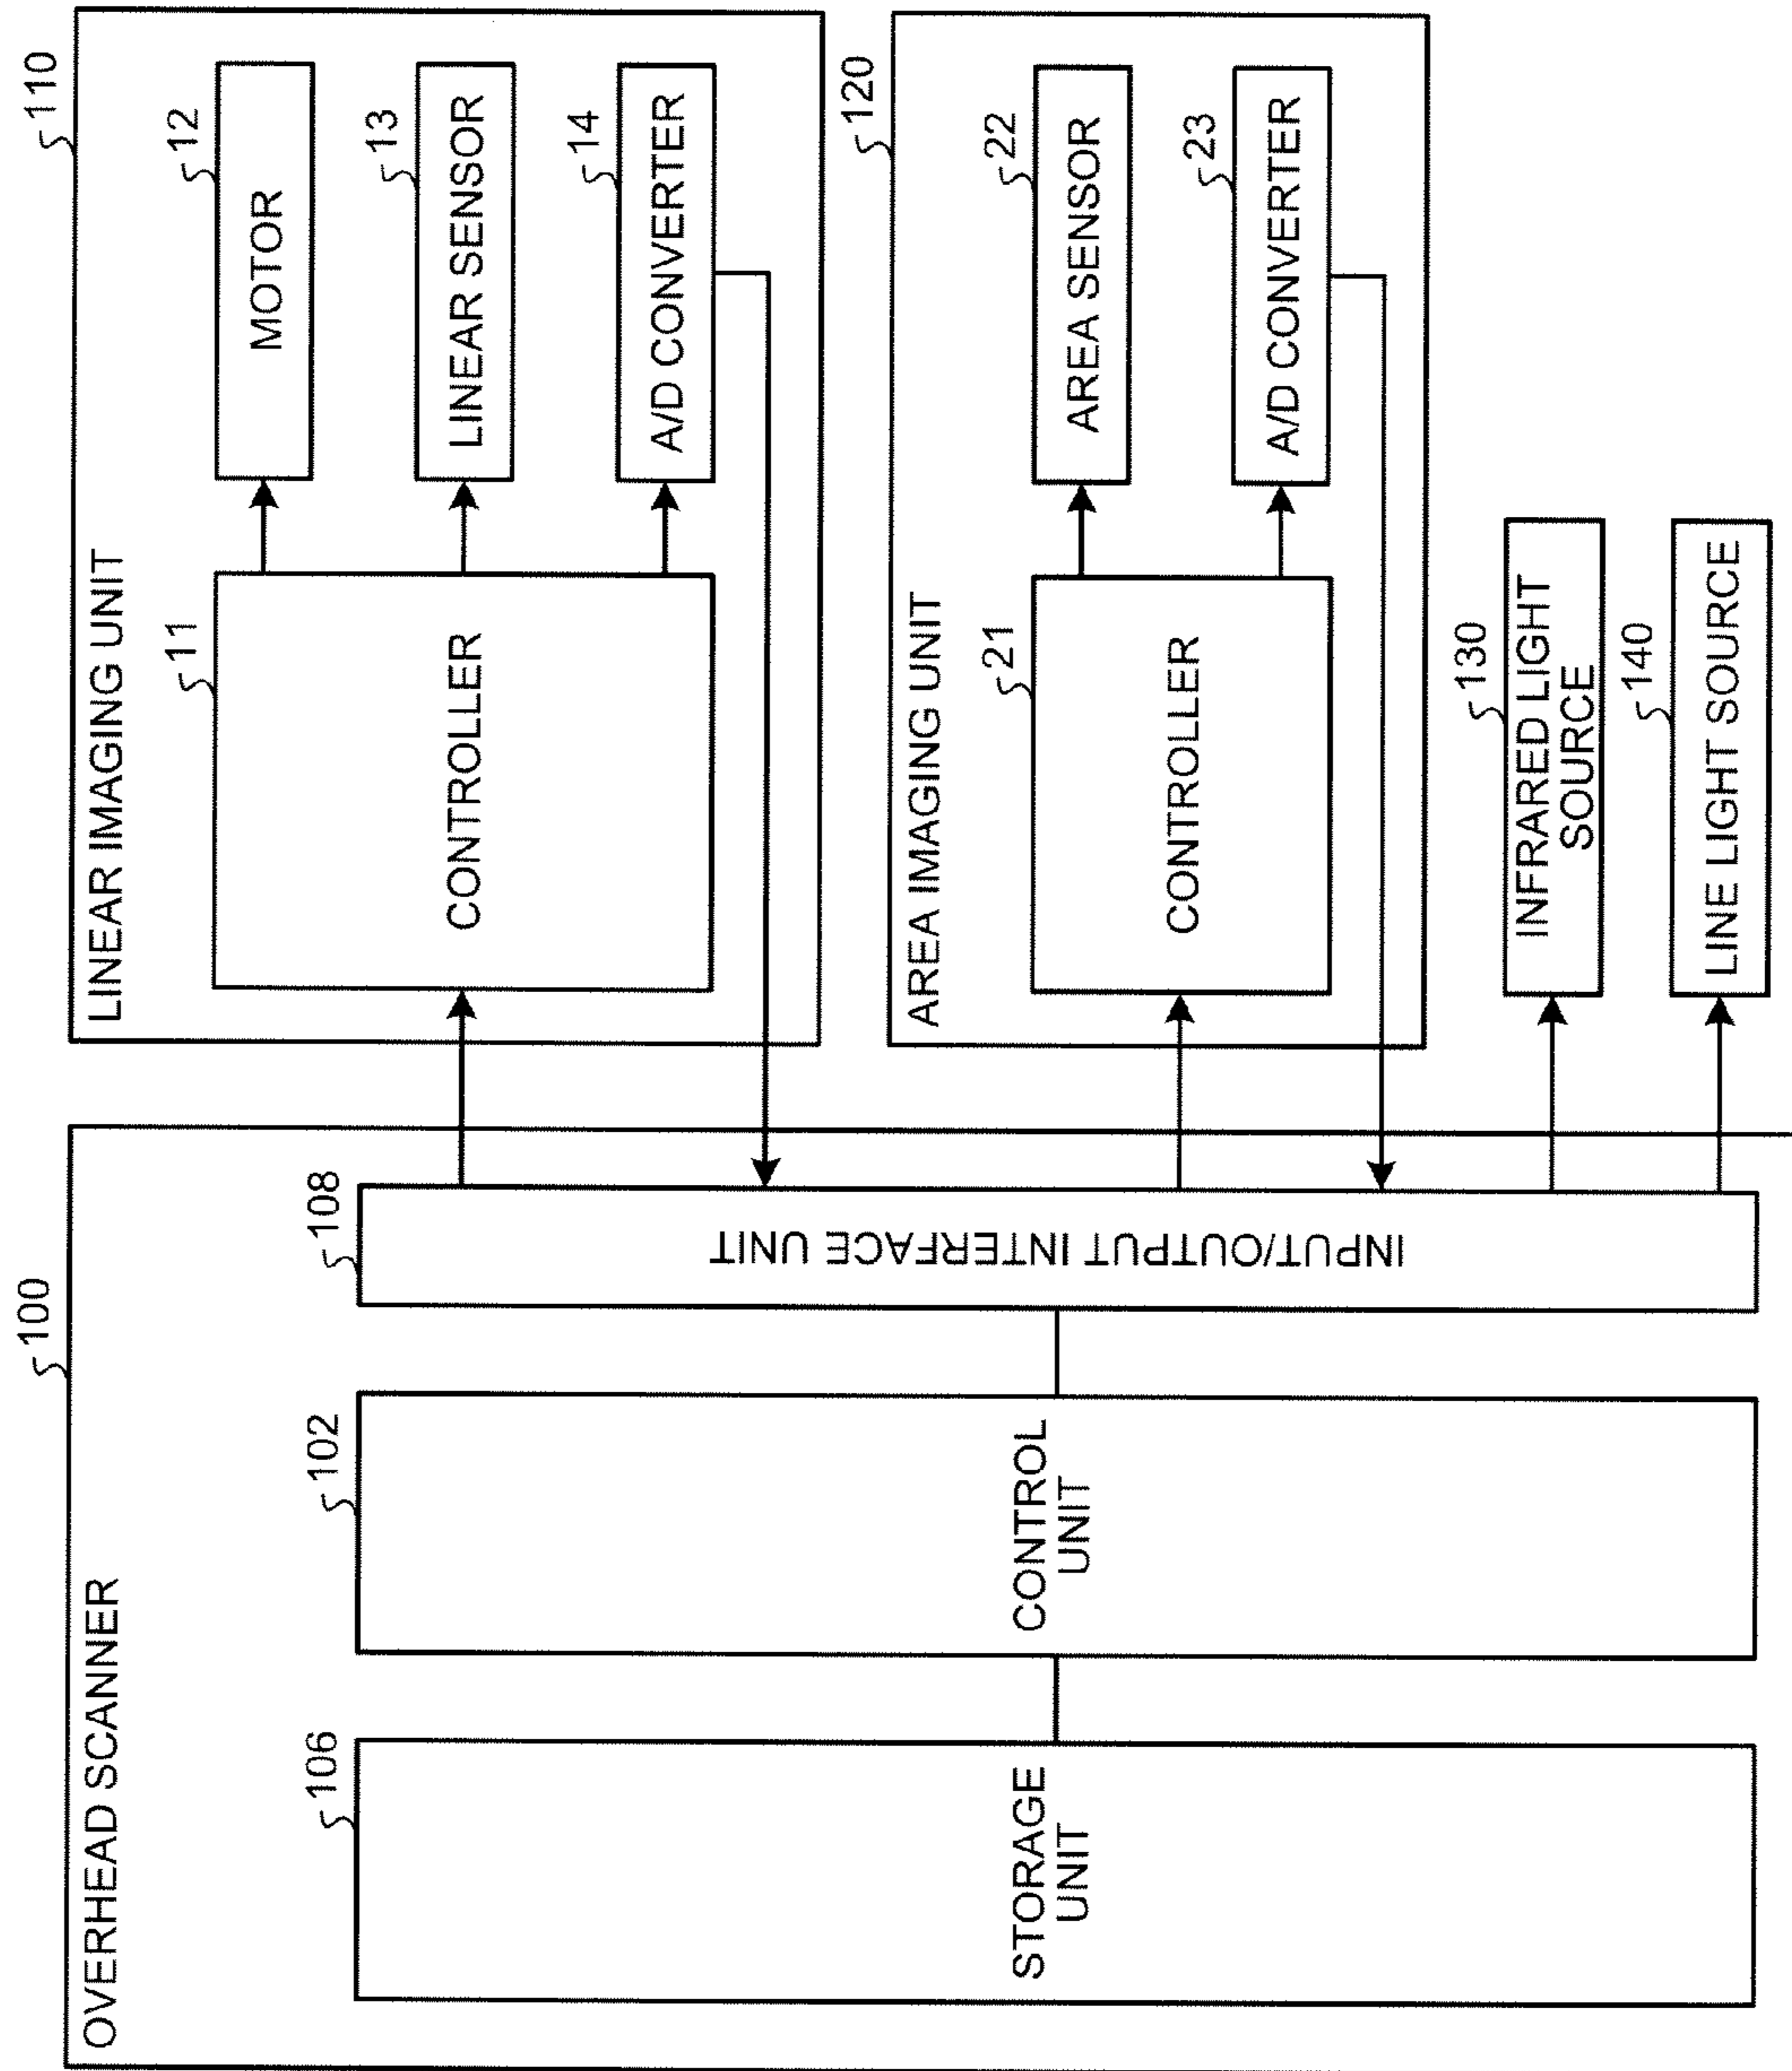 100
OVERHEAD SCANNER
106
STORAGE
UNIT
102
CONTROL
UNIT
108
INPUT/OUTPUT INTERFACE UNIT
110
LINEAR IMAGING UNIT
11
CONTROLLER
12
MOTOR
13
LINEAR SENSOR
14
A/D CONVERTER
120
AREA IMAGING UNIT
21
CONTROLLER
22
AREA SENSOR
23
A/D CONVERTER
130
INFRARED LIGHT
SOURCE
140
LINE LIGHT SOURCE